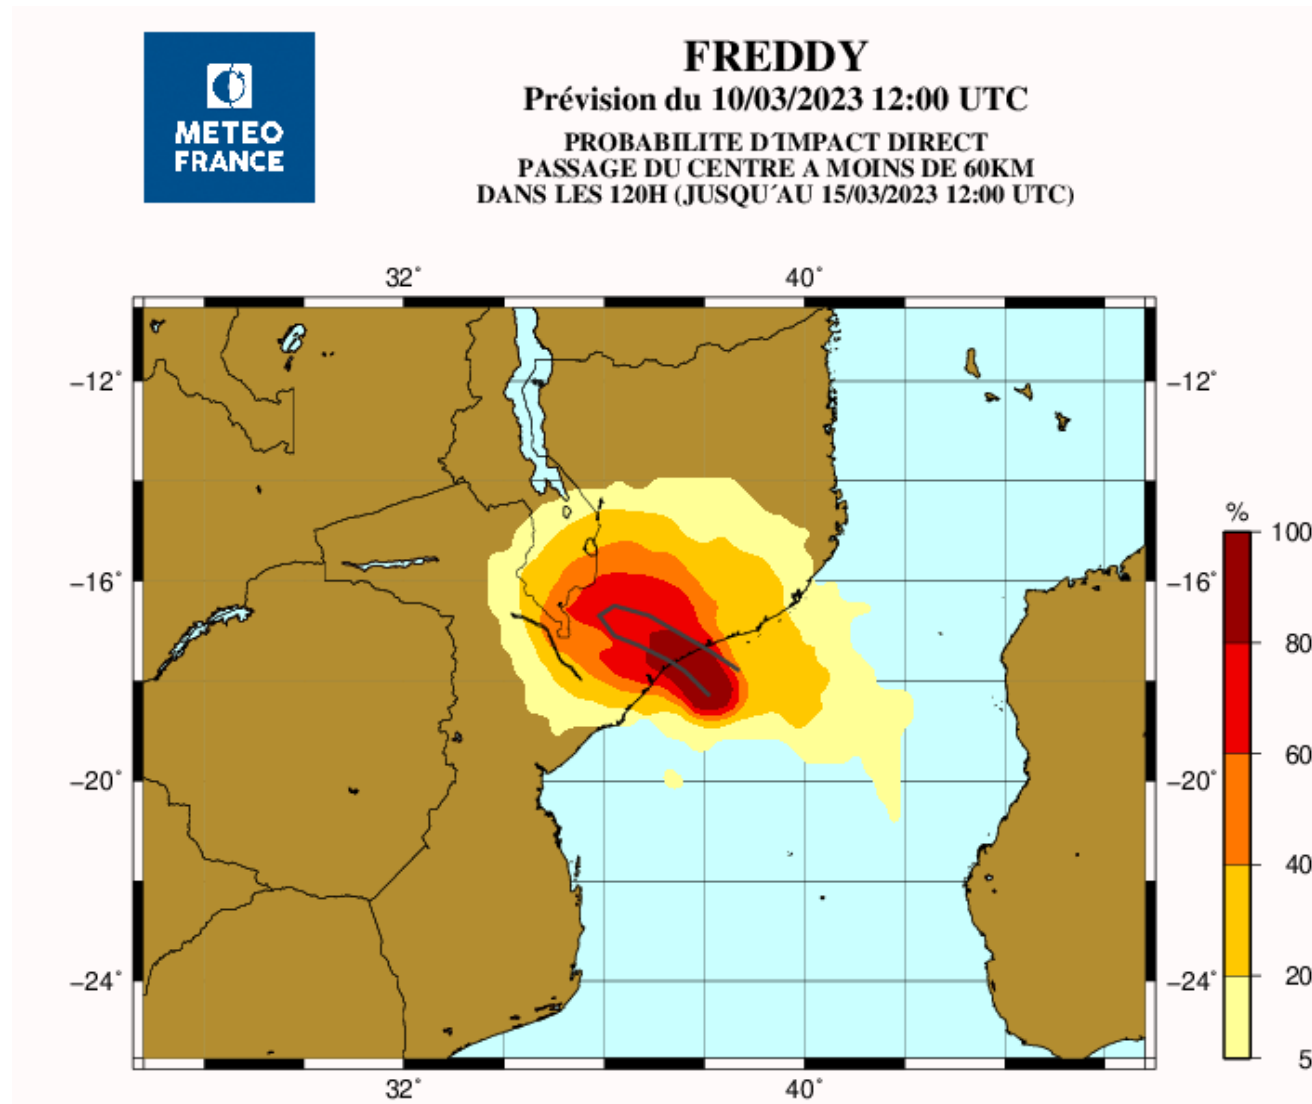 METEO
FRANCE
FREDDY
Prévision du 10/03/2023 12:00 UTC
PROBABILITE D´IMPACT DIRECT
PASSAGE DU CENTRE A MOINS DE 60KM
DANS LES 120H (JUSQU´AU 15/03/2023 12:00 UTC)
32° 40°
−12° −12°
−16° −16°
−20° −20°
−24° −24°
32° 40°
%
100
80
60
40
20
5